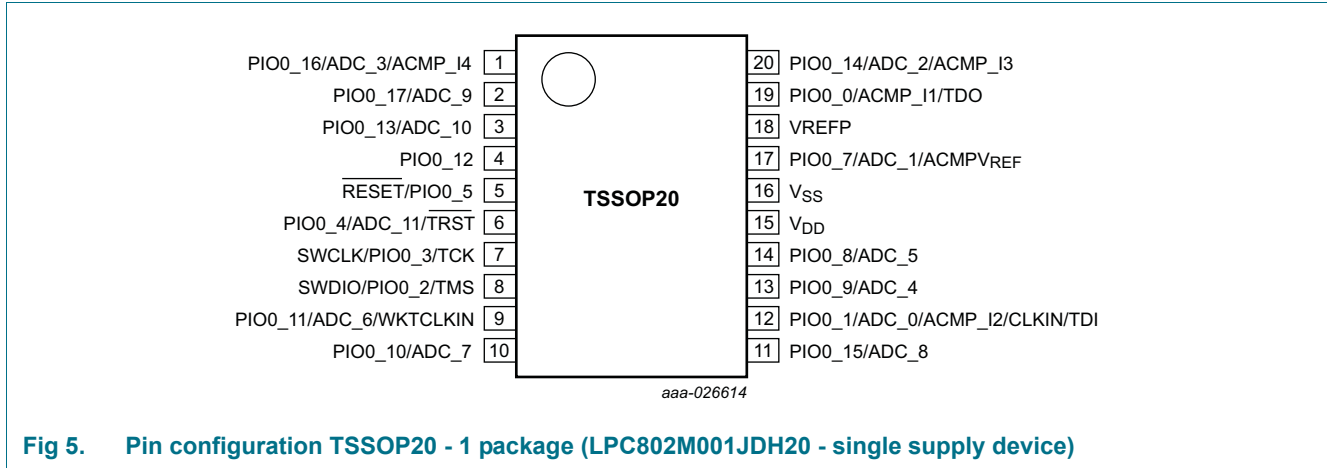 PIO0_16/ADC_3/ACMP_I4 1
PIO0_17/ADC_9 2
PIO0_13/ADC_10 3
PIO0_12 4
RESET/PIO0_5 5
PIO0_4/ADC_11/TRST 6
SWCLK/PIO0_3/TCK 7
SWDIO/PIO0_2/TMS 8
PIO0_11/ADC_6/WKTCLKIN 9
PIO0_10/ADC_7 10
TSSOP20
20 PIO0_14/ADC_2/ACMP_I3
19 PIO0_0/ACMP_I1/TDO
18 VREFP
17 PIO0_7/ADC_1/ACMPVREF
16 VSS
15 VDD
14 PIO0_8/ADC_5
13 PIO0_9/ADC_4
12 PIO0_1/ADC_0/ACMP_I2/CLKIN/TDI
11 PIO0_15/ADC_8
aaa-026614
Fig 5. Pin configuration TSSOP20 - 1 package (LPC802M001JDH20 - single supply device)